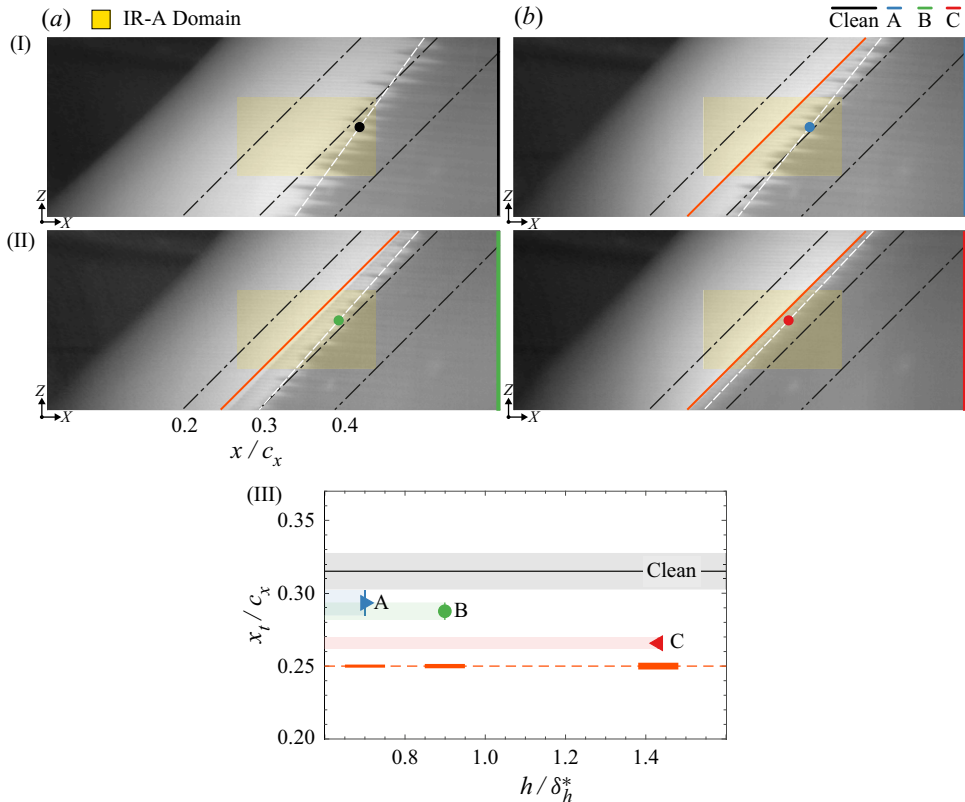 (a) IR-A Domain (b) Clean A B C
(I)
Z Z
X X
(II)
Z Z
X X
0.2 0.3 0.4
x / c_x
(III)
0.35
Clean
0.30
A B
C
0.25
0.20
0.8 1.0 1.2 1.4
x_t / c_x
h / δ_h^*